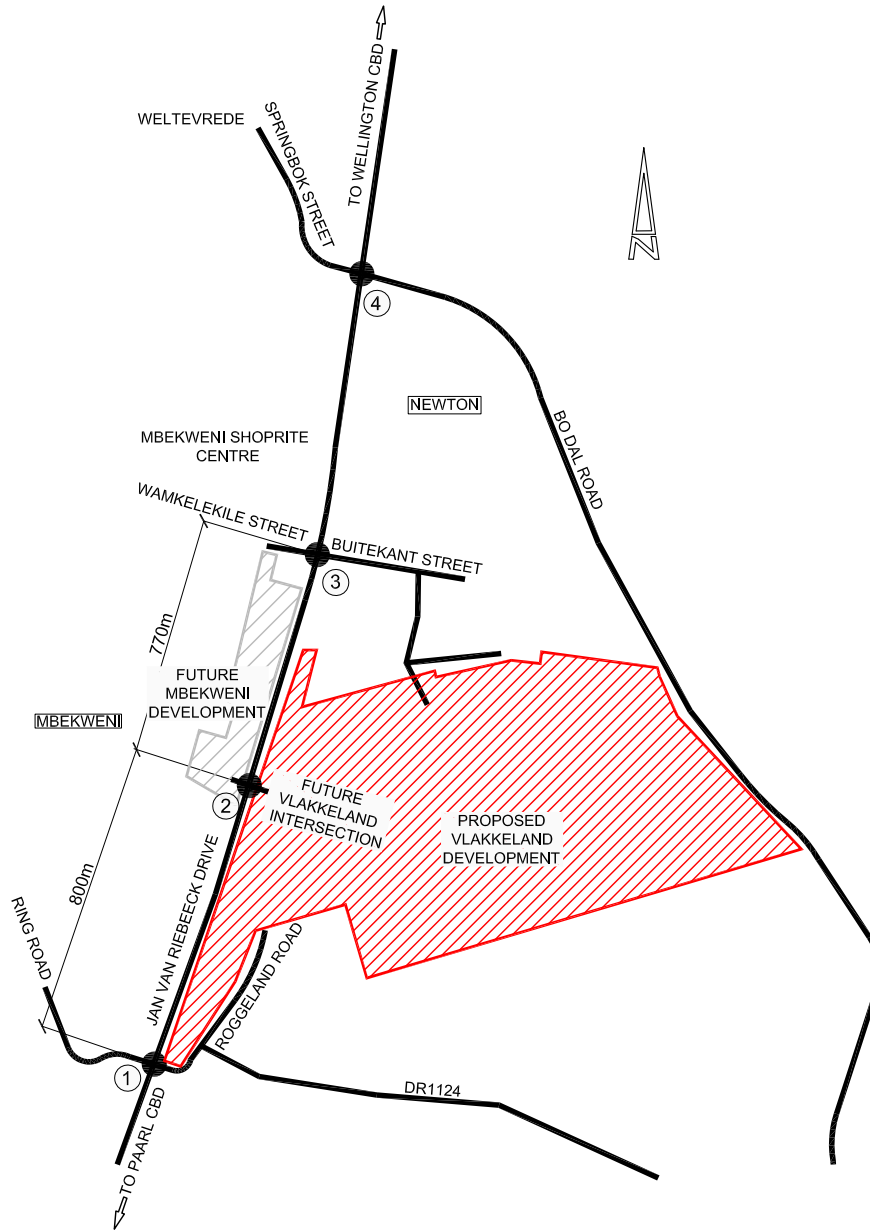 TO WELLINGTON CBD
WELTEVREDE
SPRINGBOK STREET
N
4
NEWTON
BO DAL ROAD
MBEKWENI SHOPRITE
CENTRE
WAMKELEKILE STREET
BUITEKANT STREET
3
770m
FUTURE
MBEKWENI
DEVELOPMENT
MBEKWENI
2
FUTURE
VLAKKELAND
INTERSECTION
PROPOSED
VLAKKELAND
DEVELOPMENT
800m
RING ROAD
JAN VAN RIEBEECK DRIVE
ROGGELAND ROAD
1
DR1124
TO PAARL CBD